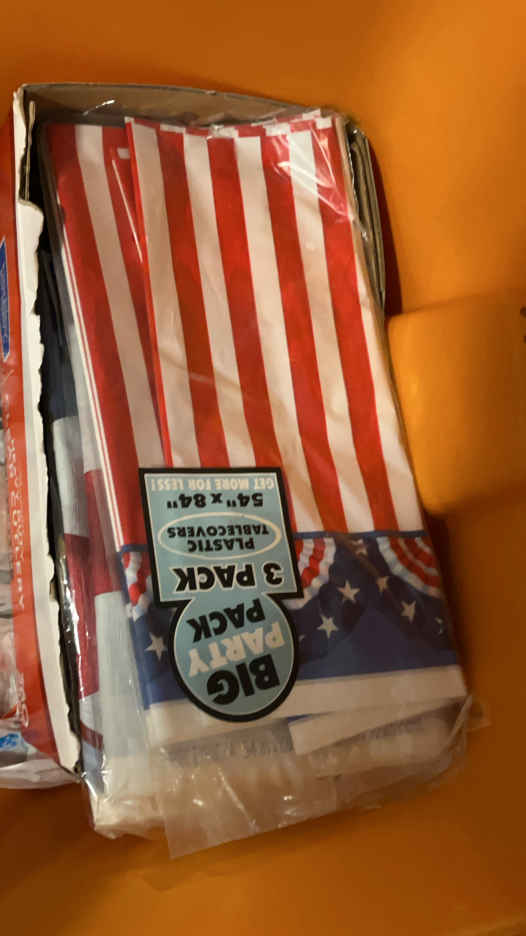 BIG
PARTY
PACK
3 PACK
PLASTIC
TABLECOVERS
54" x 84"
GET MORE FOR LESS!